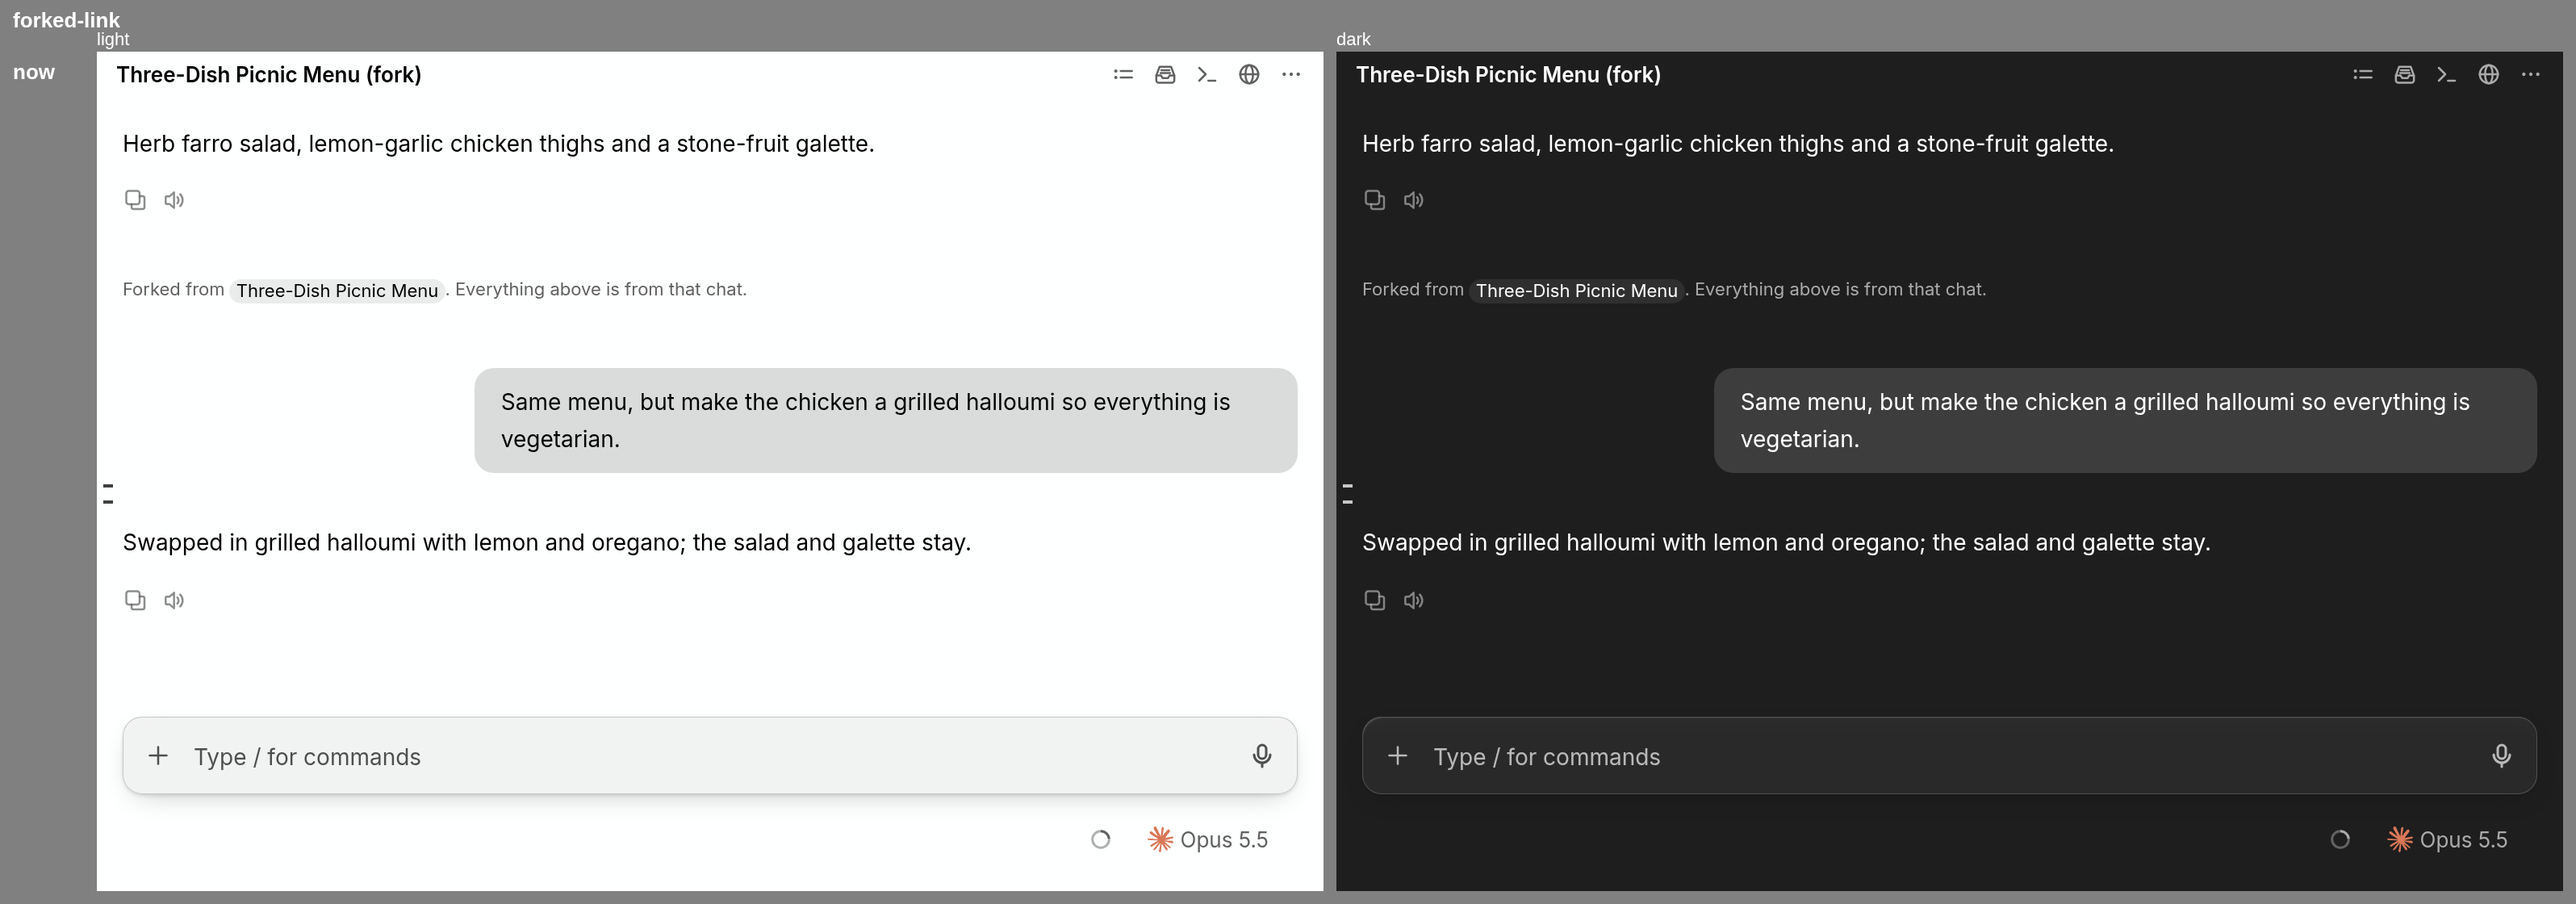 forked-link
light
dark
now
Three-Dish Picnic Menu (fork)
Herb farro salad, lemon-garlic chicken thighs and a stone-fruit galette.
Forked from Three-Dish Picnic Menu. Everything above is from that chat.
Same menu, but make the chicken a grilled halloumi so everything is
vegetarian.
Swapped in grilled halloumi with lemon and oregano; the salad and galette stay.
Type / for commands
Opus 5.5
Three-Dish Picnic Menu (fork)
Herb farro salad, lemon-garlic chicken thighs and a stone-fruit galette.
Forked from Three-Dish Picnic Menu. Everything above is from that chat.
Same menu, but make the chicken a grilled halloumi so everything is
vegetarian.
Swapped in grilled halloumi with lemon and oregano; the salad and galette stay.
Type / for commands
Opus 5.5